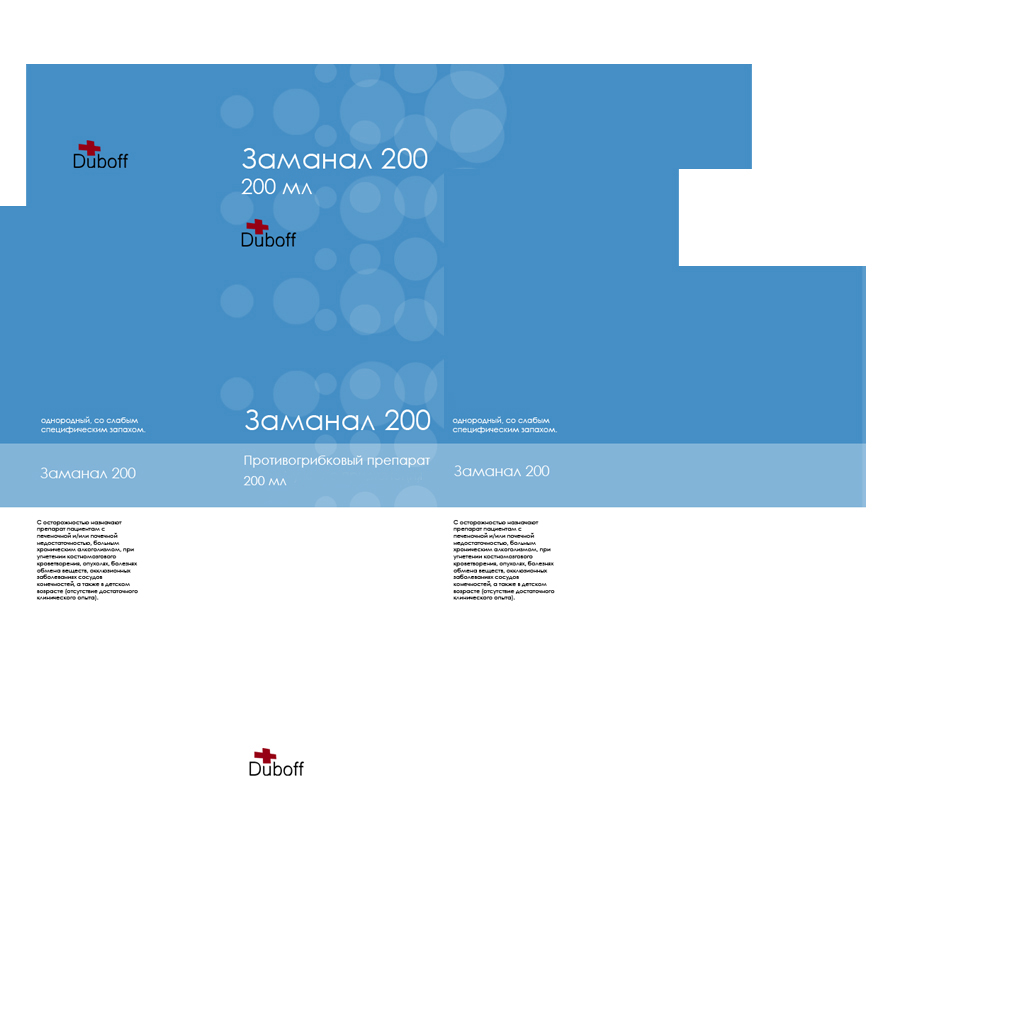 Duboff
Заманал 200
200 мл
Duboff
однородный, со слабым
специфическим запахом.
Заманал 200
С осторожностью назначают
препарат пациентам с
печеночной и/или почечной
недостаточностью, больным
хроническим алкоголизмом, при
угнетении костномозгового
кроветворения, опухолях, болезнях
обмена веществ, окклюзионных
заболеваниях сосудов
конечностей, а также в детском
возрасте (отсутствие достаточного
клинического опыта).
Заманал 200
Противогрибковый препарат
200 мл
Duboff
однородный, со слабым
специфическим запахом.
Заманал 200
С осторожностью назначают
препарат пациентам с
печеночной и/или почечной
недостаточностью, больным
хроническим алкоголизмом, при
угнетении костномозгового
кроветворения, опухолях, болезнях
обмена веществ, окклюзионных
заболеваниях сосудов
конечностей, а также в детском
возрасте (отсутствие достаточного
клинического опыта).